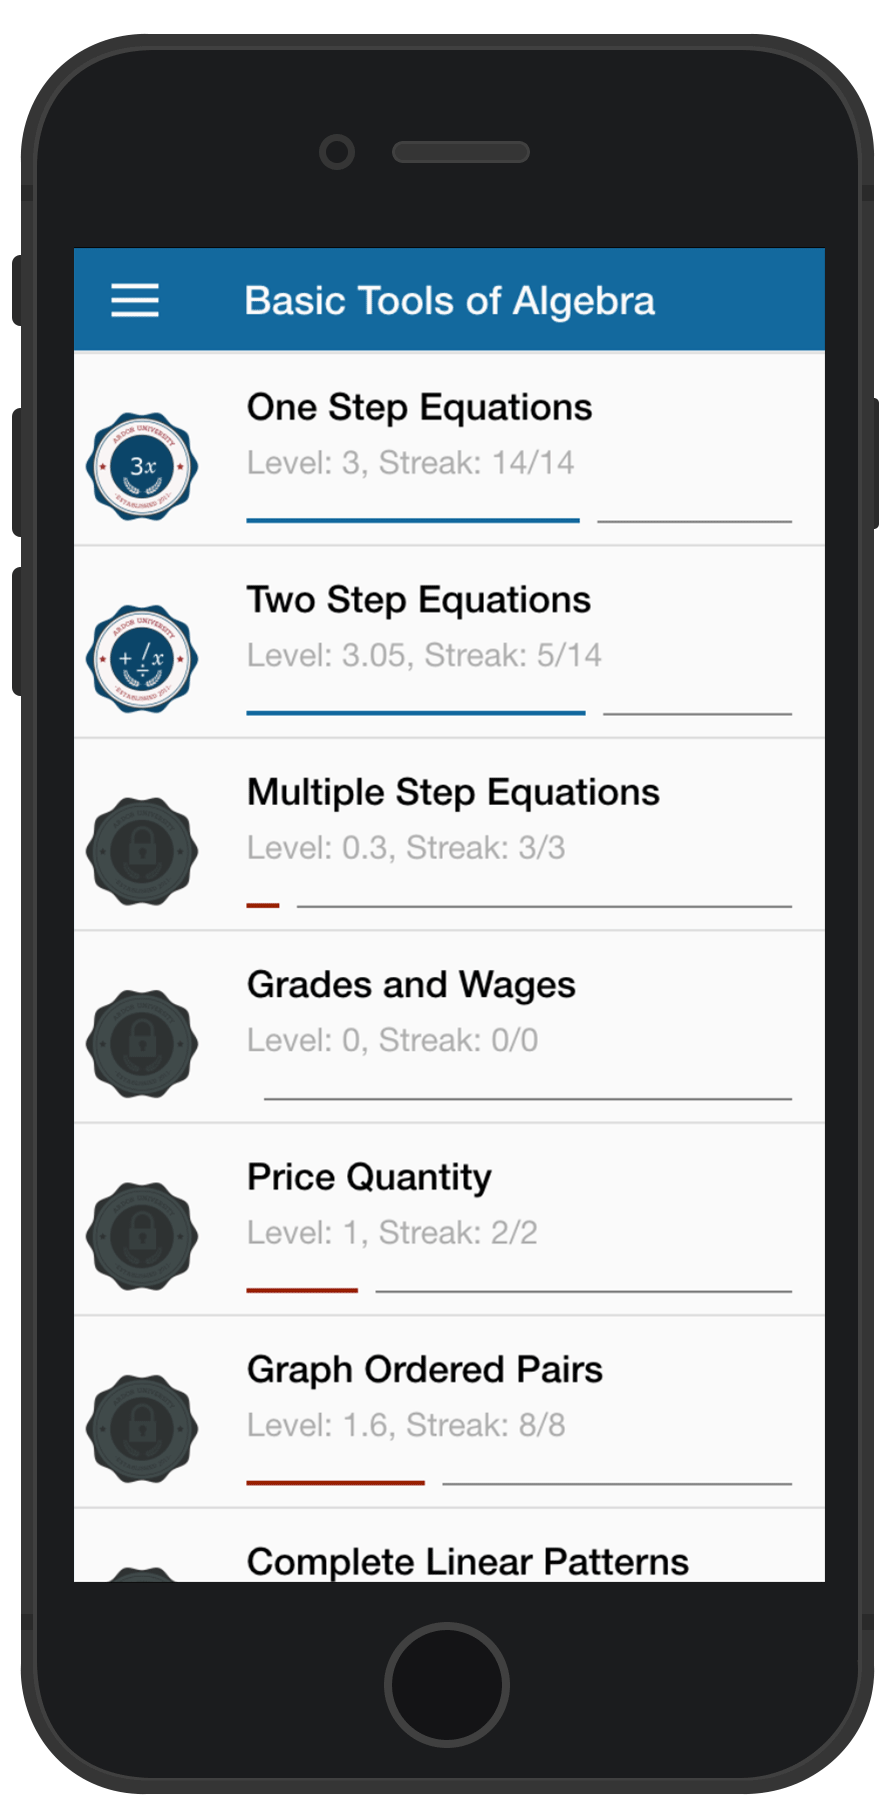 Basic Tools of Algebra
One Step Equations
Level: 3, Streak: 14/14
ARDOR UNIVERSITY
3x
ESTABLISHED 2013
Two Step Equations
Level: 3.05, Streak: 5/14
ARDOR UNIVERSITY
+ / x
÷
Multiple Step Equations
Level: 0.3, Streak: 3/3
Grades and Wages
Level: 0, Streak: 0/0
Price Quantity
Level: 1, Streak: 2/2
Graph Ordered Pairs
Level: 1.6, Streak: 8/8
Complete Linear Patterns